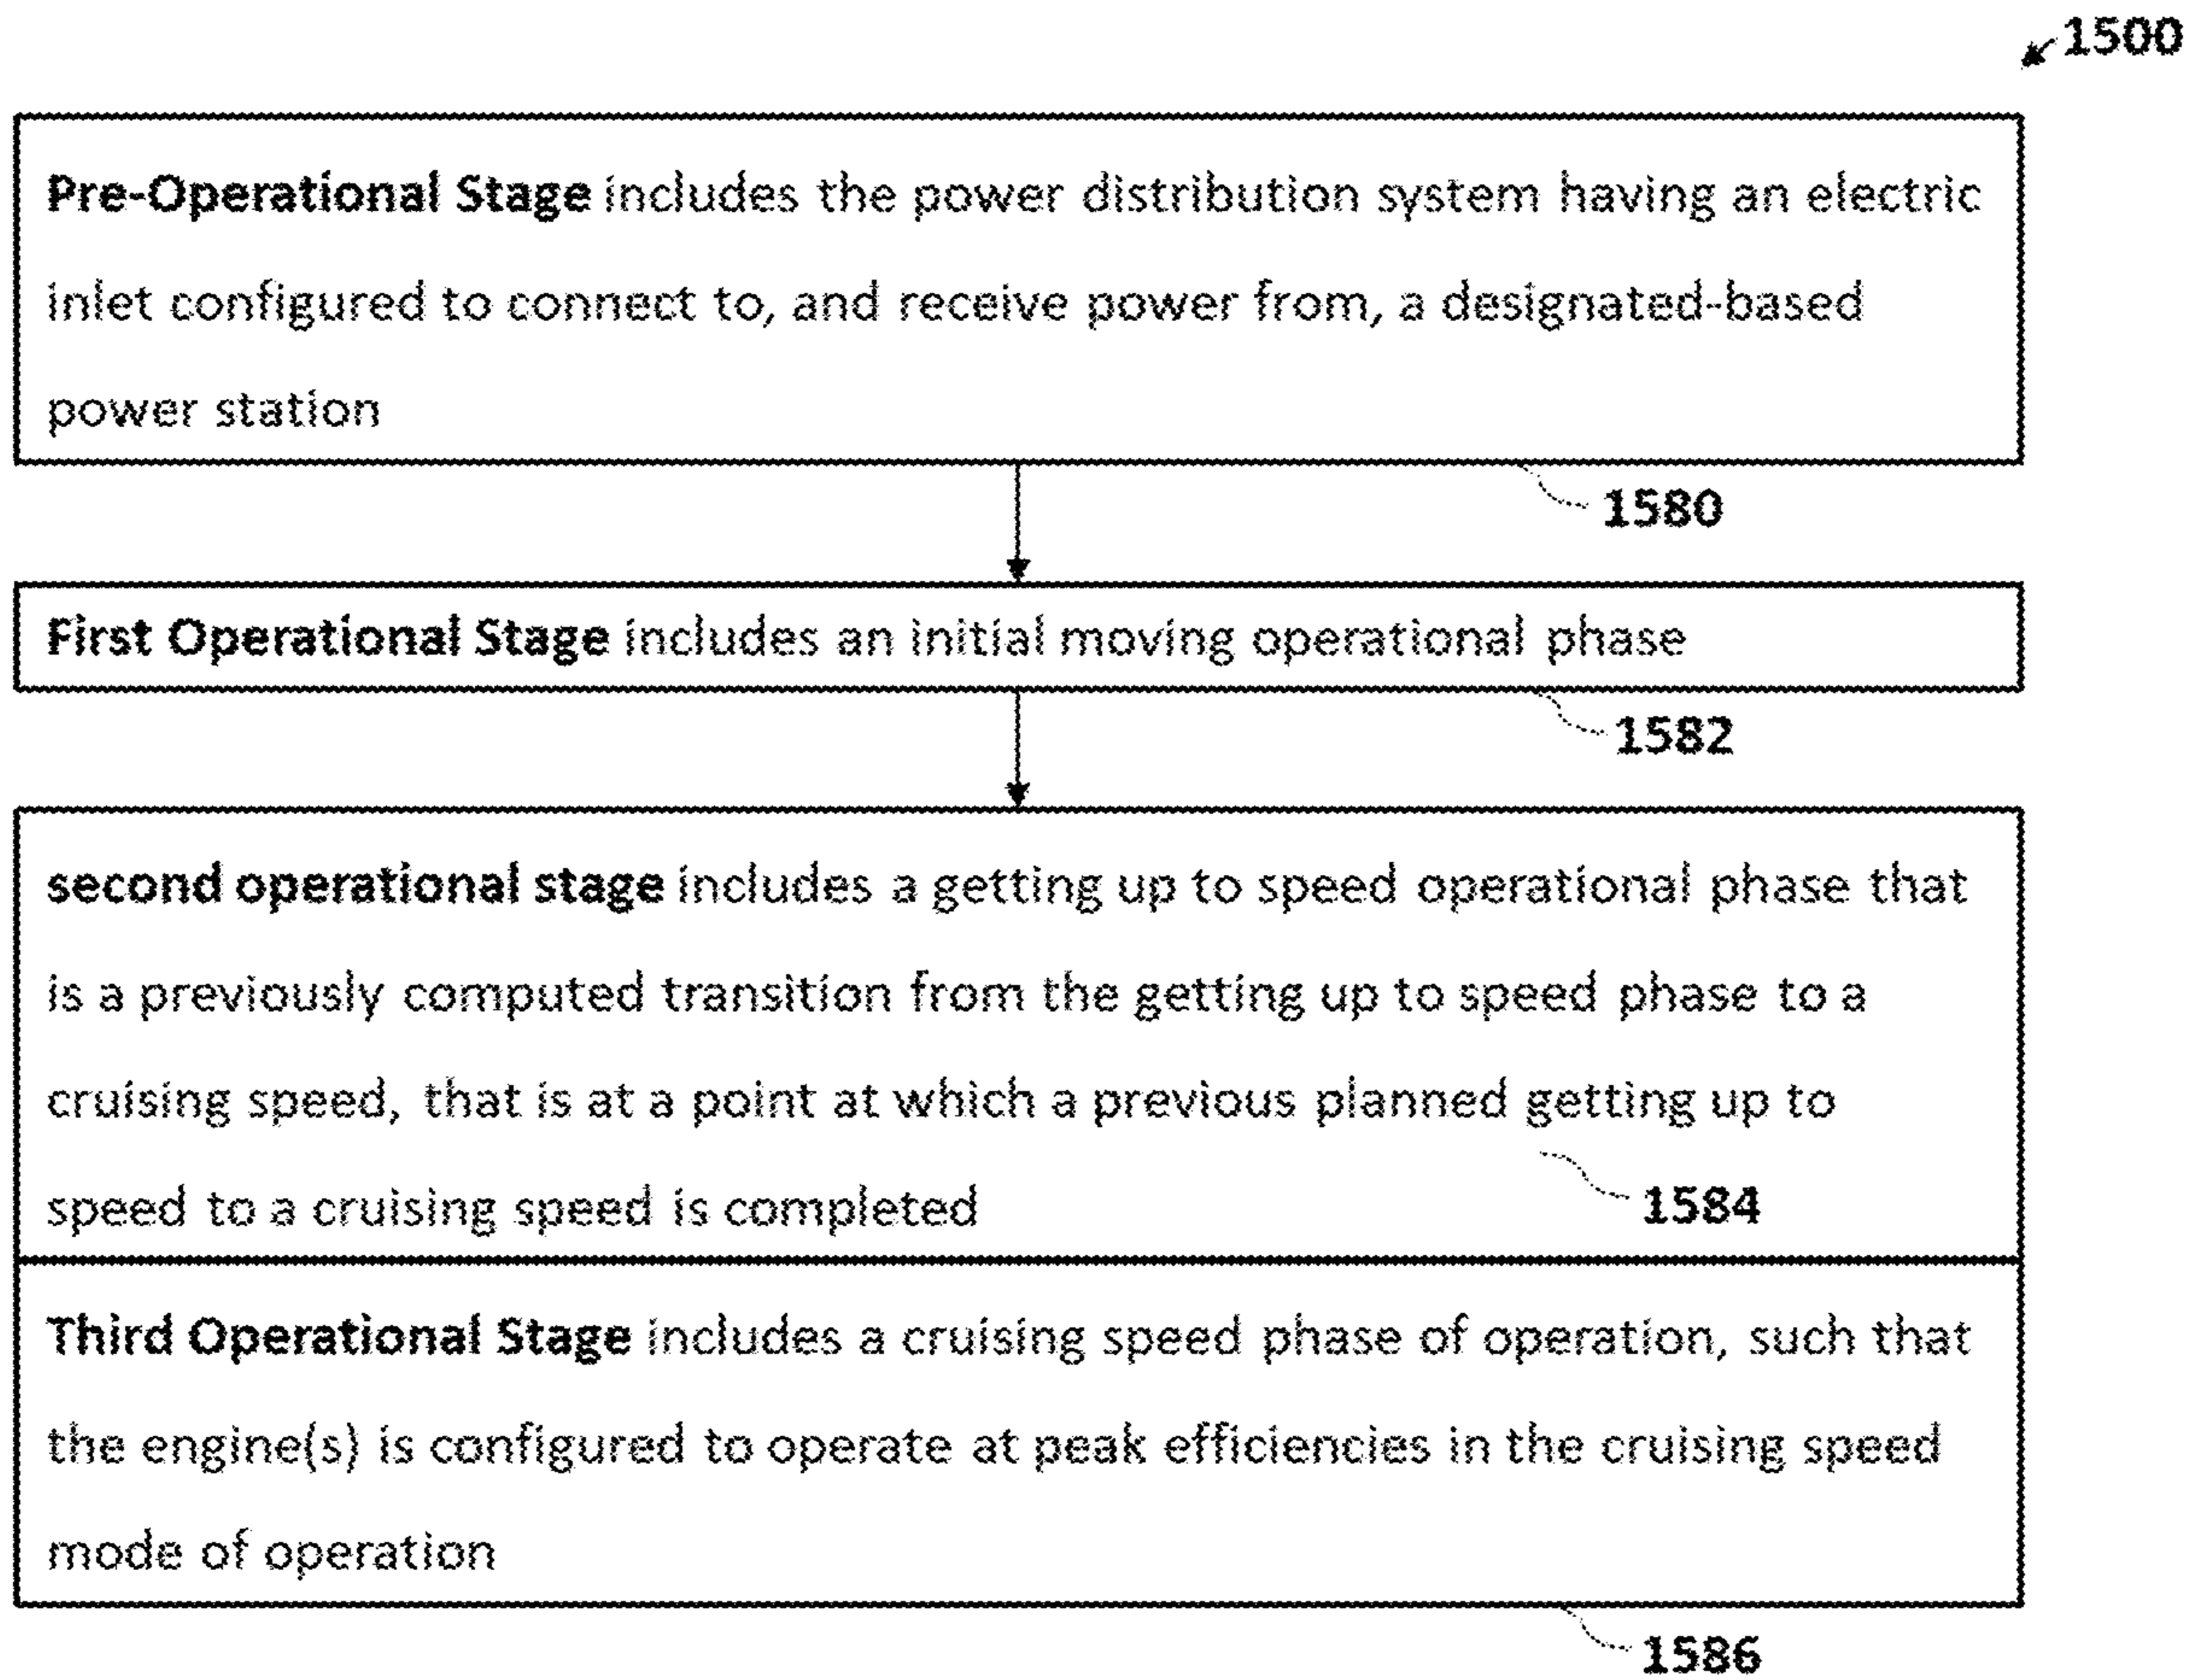 1500
Pre-Operational Stage includes the power distribution system having an electric
inlet configured to connect to, and receive power from, a designated-based
power station
1580
First Operational Stage includes an initial moving operational phase
1582
second operational stage includes a getting up to speed operational phase that
is a previously computed transition from the getting up to speed phase to a
cruising speed, that is at a point at which a previous planned getting up to
speed to a cruising speed is completed
1584
Third Operational Stage includes a cruising speed phase of operation, such that
the engine(s) is configured to operate at peak efficiencies in the cruising speed
mode of operation
1586